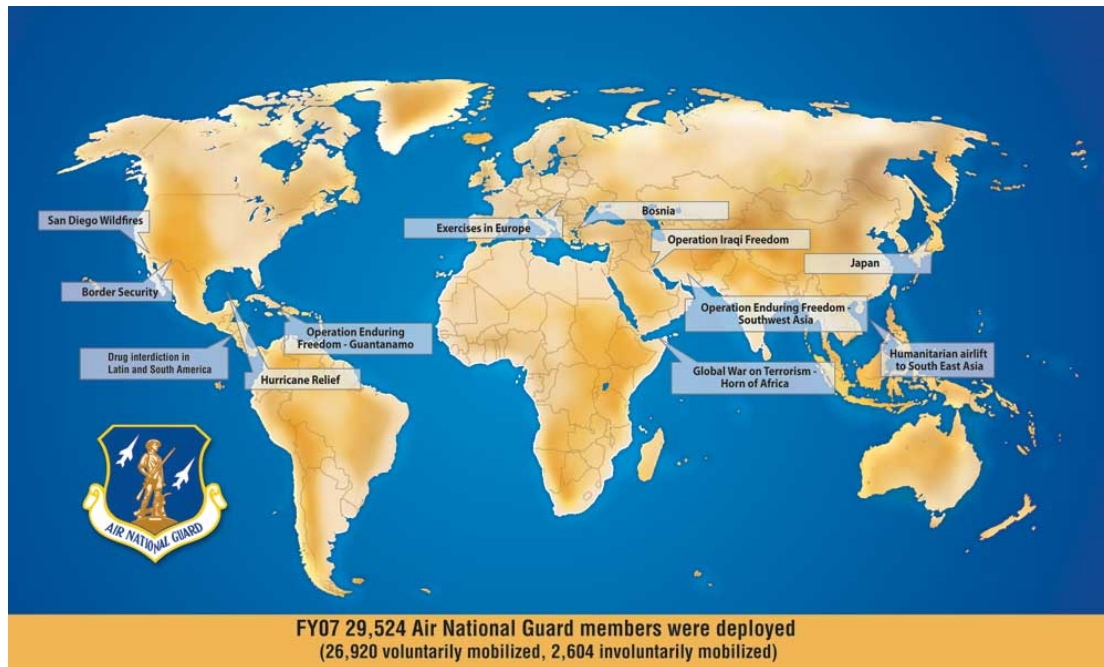 San Diego Wildfires
Border Security
Drug interdiction in
Latin and South America
Operation Enduring
Freedom - Guantanamo
Hurricane Relief
Exercises in Europe
Bosnia
Operation Iraqi Freedom
Japan
Operation Enduring Freedom -
Southwest Asia
Global War on Terrorism -
Horn of Africa
Humanitarian airlift
to South East Asia
AIR NATIONAL GUARD
FY07 29,524 Air National Guard members were deployed
(26,920 voluntarily mobilized, 2,604 involuntarily mobilized)